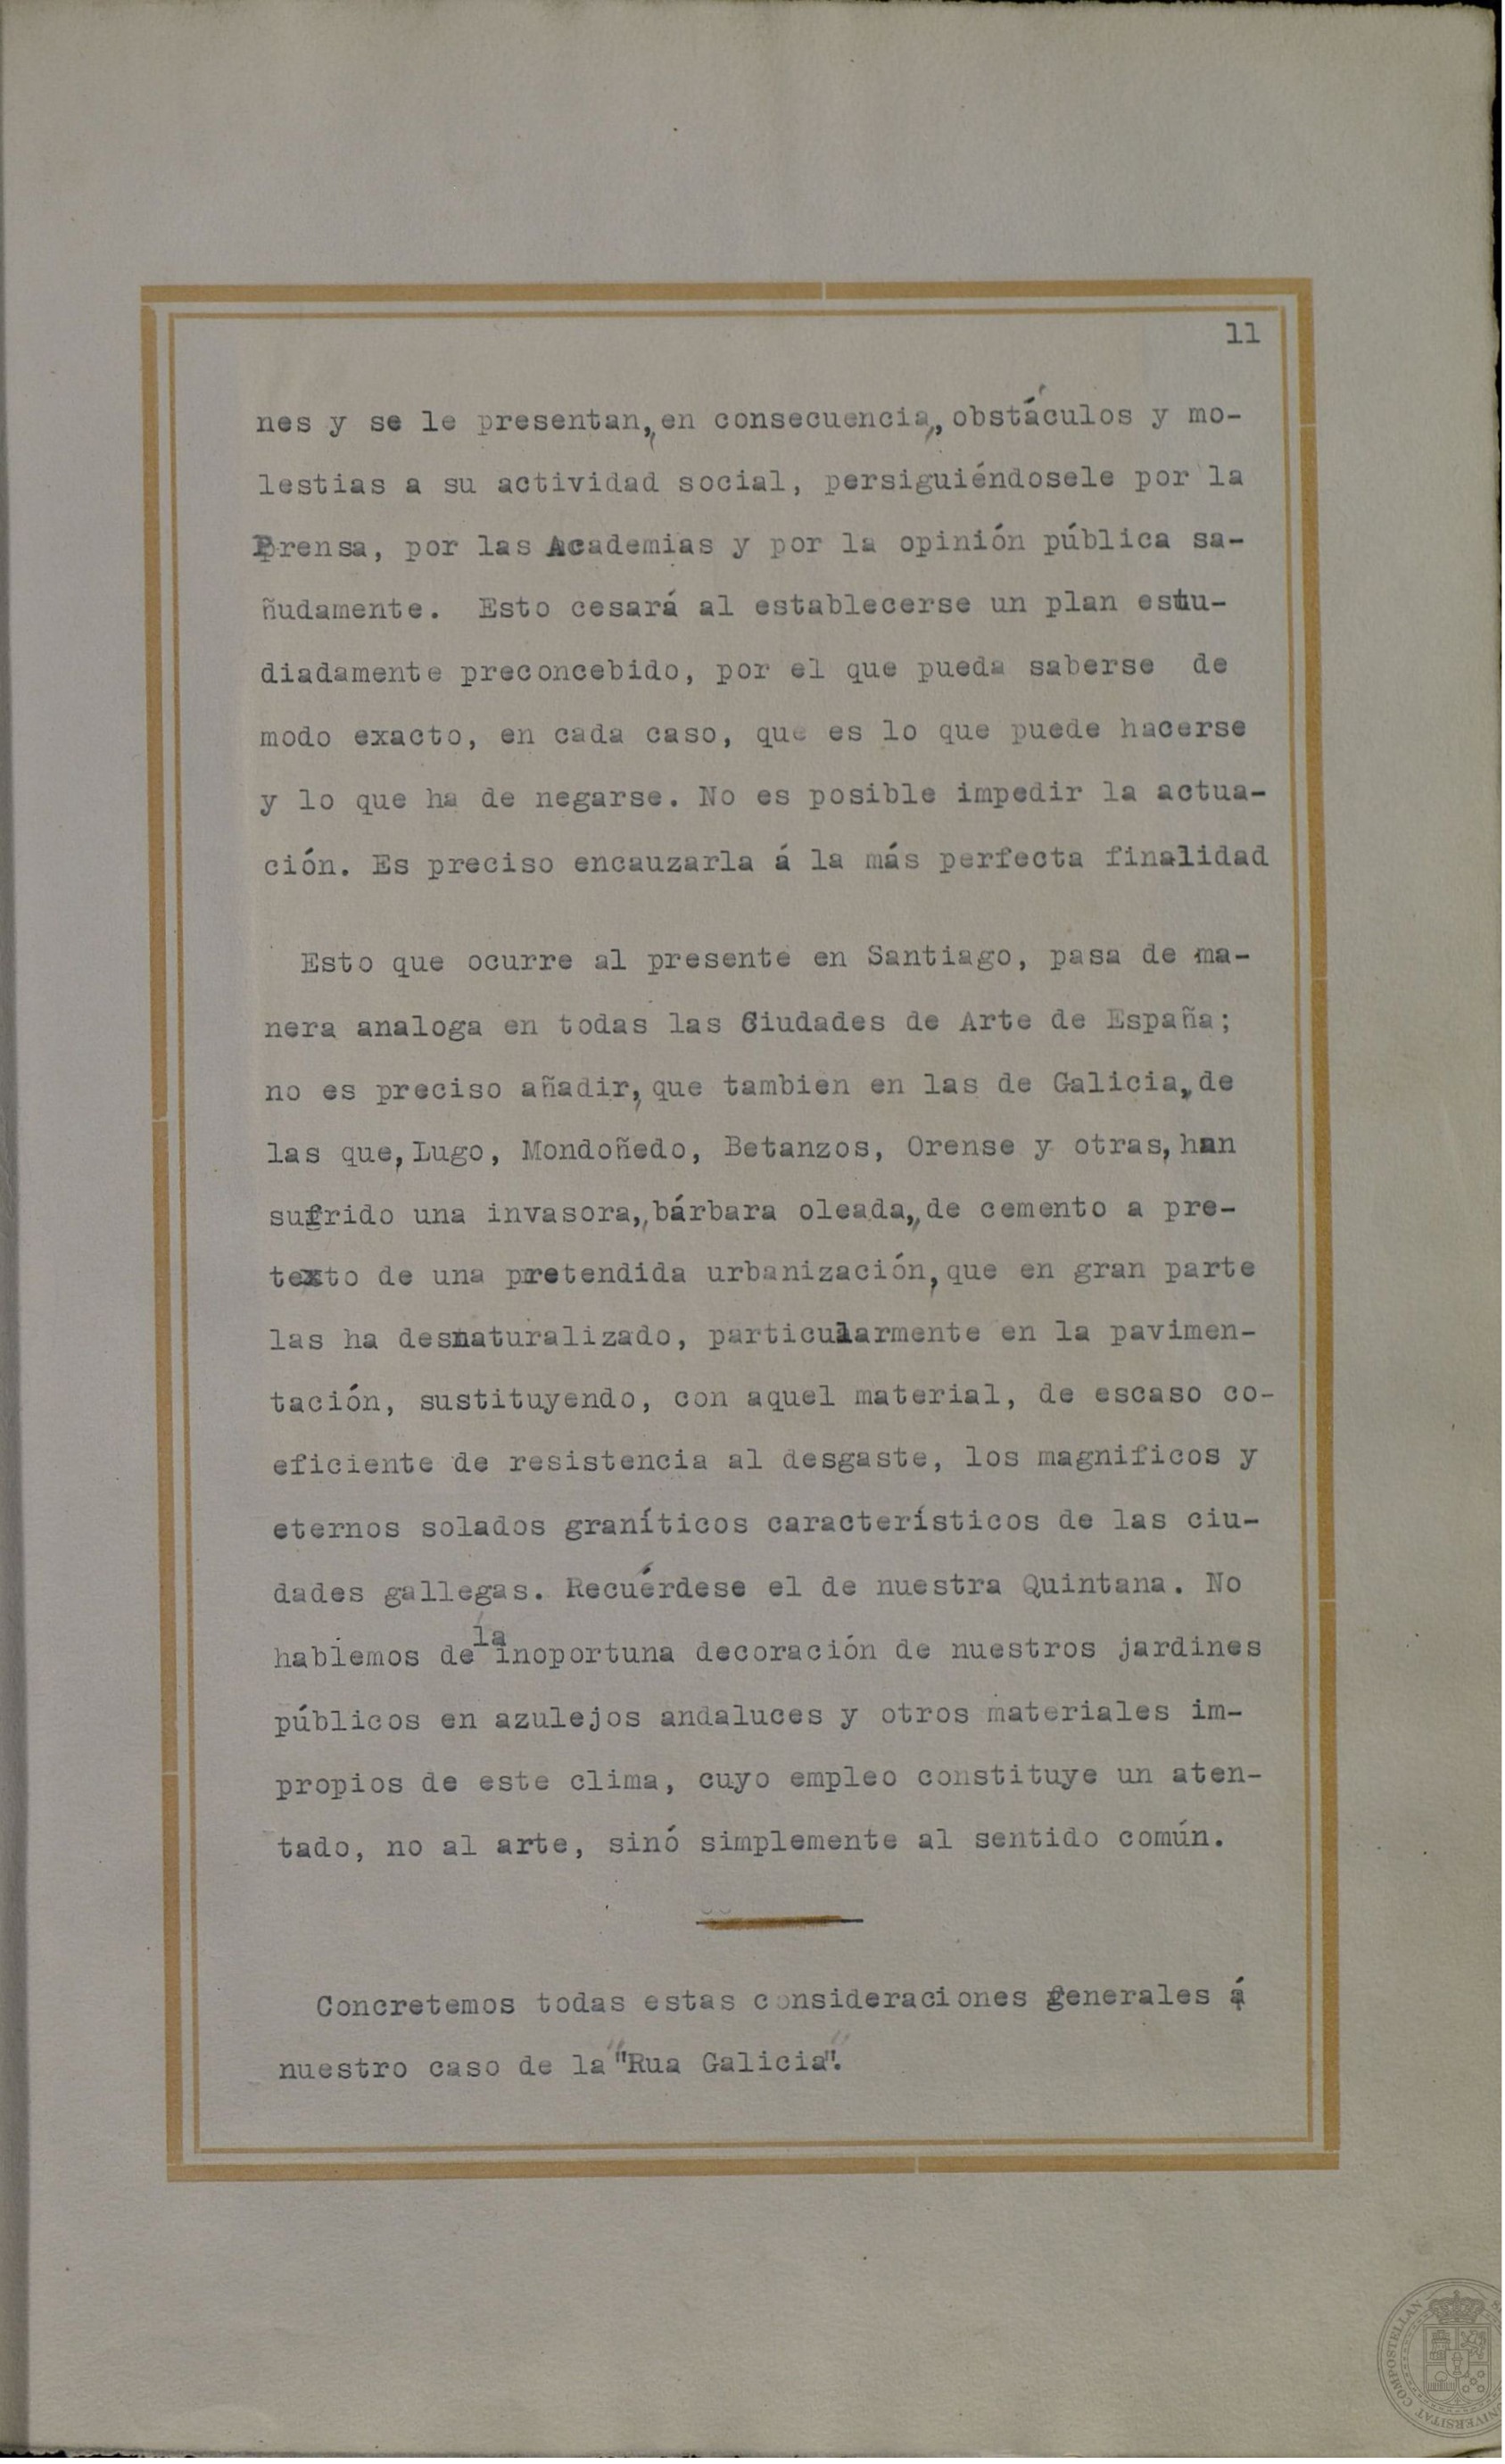 11
nes y se le presentan, en consecuencia, obstáculos y mo-
lestias a su actividad social, persiguiéndosele por la
Prensa, por las Academias y por la opinión pública sa-
ñudamente. Esto cesará al establecerse un plan estu-
diadamente preconcebido, por el que pueda saberse de
modo exacto, en cada caso, que es lo que puede hacerse
y lo que ha de negarse. No es posible impedir la actua-
ción. Es preciso encauzarla á la más perfecta finalidad
Esto que ocurre al presente en Santiago, pasa de ma-
nera analoga en todas las Ciudades de Arte de España;
no es preciso añadir, que tambien en las de Galicia, de
las que, Lugo, Mondoñedo, Betanzos, Orense y otras, han
sufrido una invasora, bárbara oleada, de cemento a pre-
texto de una pretendida urbanización, que en gran parte
las ha desnaturalizado, particularmente en la pavimen-
tación, sustituyendo, con aquel material, de escaso co-
eficiente de resistencia al desgaste, los magnificos y
eternos solados graníticos característicos de las ciu-
dades gallegas. Recuérdese el de nuestra Quintana. No
hablemos de la inoportuna decoración de nuestros jardines
públicos en azulejos andaluces y otros materiales im-
propios de este clima, cuyo empleo constituye un aten-
tado, no al arte, sinó simplemente al sentido común.
Concretemos todas estas consideraciones generales á
nuestro caso de la "Rua Galicia".